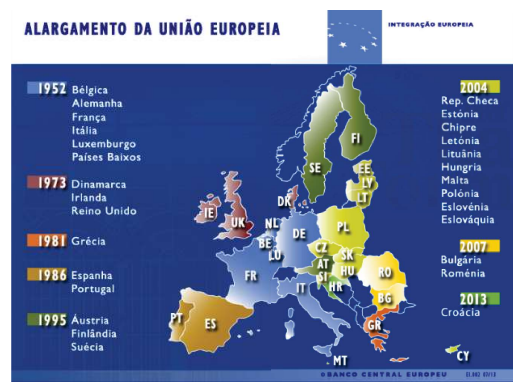 ALARGAMENTO DA UNIÃO EUROPEIA
INTEGRAÇÃO EUROPEIA
1952 Bélgica
Alemanha
França
Itália
Luxemburgo
Países Baixos
1973 Dinamarca
Irlanda
Reino Unido
1981 Grécia
1986 Espanha
Portugal
1995 Áustria
Finlândia
Suécia
2004
Rep. Checa
Estónia
Chipre
Letónia
Lituânia
Hungria
Malta
Polónia
Eslovénia
Eslováquia
2007
Bulgária
Roménia
2013
Croácia
FI
SE
EE
LY
LT
DK
IE
UK
NL
BE
LU
DE
PL
CZ
SK
AT
HU
SI
HR
RO
BG
FR
IT
PT
ES
GR
MT
CY
© BANCO CENTRAL EUROPEU